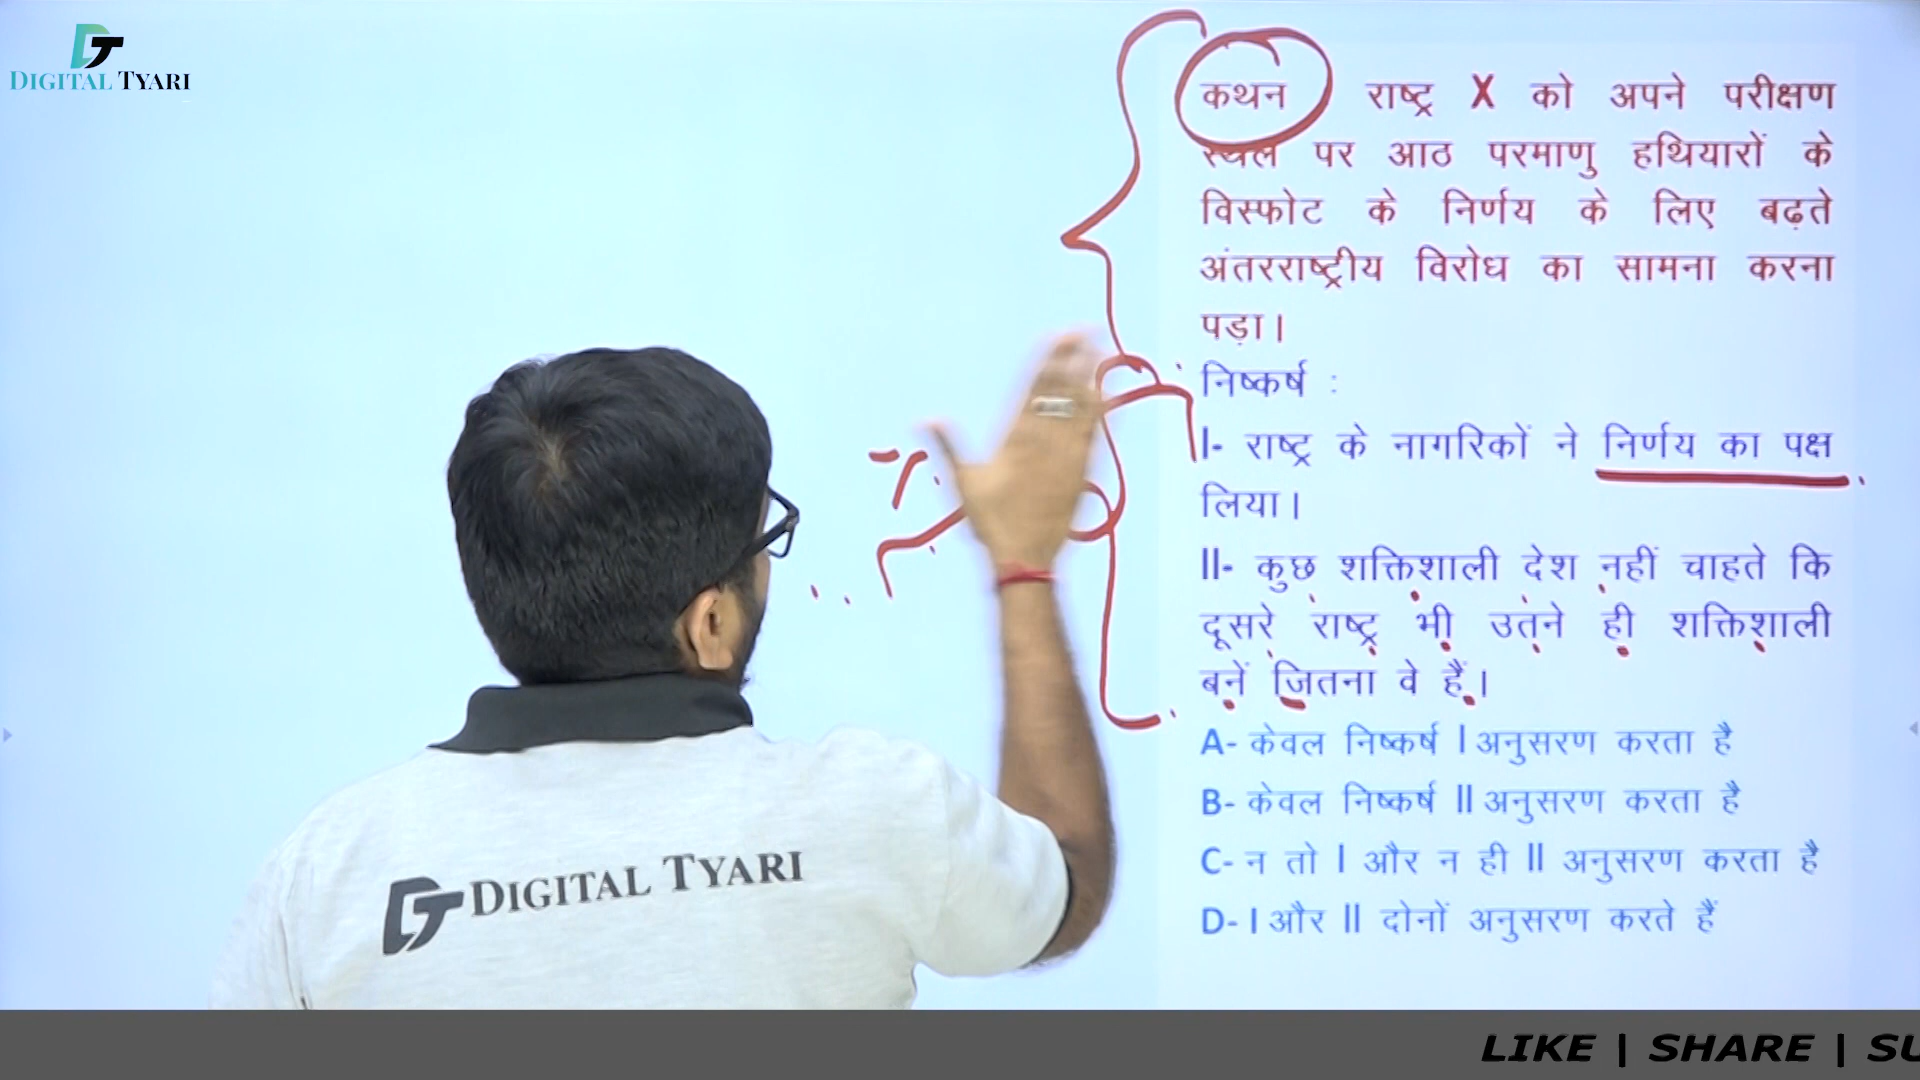 DIGITAL TYARI
कथन राष्ट्र X को अपने परीक्षण
स्थल पर आठ परमाणु हथियारों के
विस्फोट के निर्णय के लिए बढ़ते
अंतरराष्ट्रीय विरोध का सामना करना
पड़ा।
निष्कर्ष :
I- राष्ट्र के नागरिकों ने निर्णय का पक्ष
लिया।
II- कुछ शक्तिशाली देश नहीं चाहते कि
दूसरे राष्ट्र भी उतने ही शक्तिशाली
बनें जितना वे हैं।
A- केवल निष्कर्ष I अनुसरण करता है
B- केवल निष्कर्ष II अनुसरण करता है
C- न तो I और न ही II अनुसरण करता है
D- I और II दोनों अनुसरण करते हैं
DIGITAL TYARI
LIKE | SHARE | SU